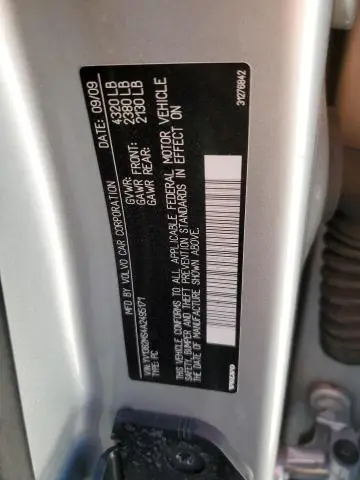 MFD BY VOLVO CAR CORPORATION DATE: 09/09
GVWR: 4320 LB
GAWR FRONT: 2380 LB
GAWR REAR: 2130 LB
THIS VEHICLE CONFORMS TO ALL APPLICABLE FEDERAL MOTOR VEHICLE
SAFETY, BUMPER AND THEFT PREVENTION STANDARDS IN EFFECT ON
THE DATE OF MANUFACTURE SHOWN ABOVE.
VIN:
TYPE: PC
VOLVO
31276842